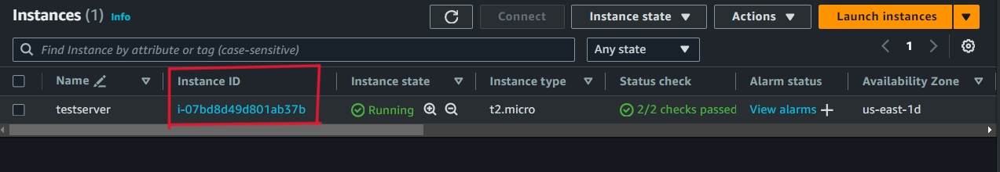 Instances (1) Info
Connect
Instance state
Actions
Launch instances
Find Instance by attribute or tag (case-sensitive)
Any state
1
Name Instance ID Instance state Instance type Status check Alarm status Availability Zone
testserver i-07bd8d49d801ab37b Running t2.micro 2/2 checks passed View alarms us-east-1d